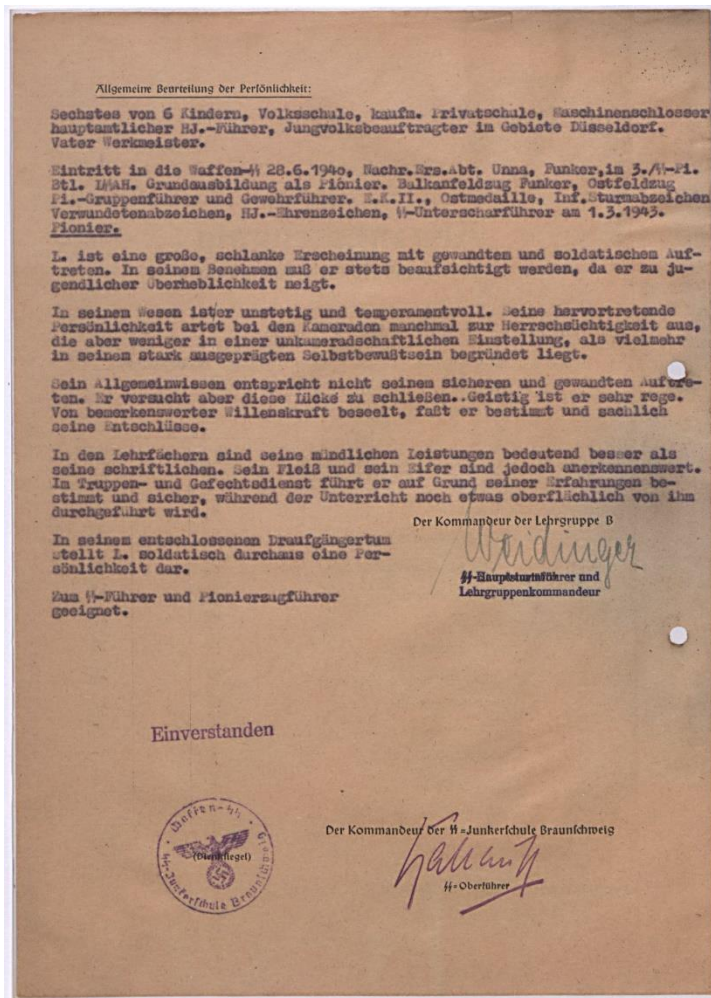 Allgemeine Beurteilung der Persönlichkeit:
Sechstes von 6 Kindern, Volksschule, kaufm. Privatschule, Maschinenschlosser
hauptamtlicher HJ.-Führer, Jungvolksbeauftragter im Gebiete Düsseldorf.
Vater Werkmeister.
Eintritt in die Waffen-SS 28.6.1940, Nachr.Ers.Abt. Unna, Funker, im 3./SS-Pi.
Btl. LAH. Grundausbildung als Pionier. Balkanfeldzug Funker, Ostfeldzug
Pi.-Gruppenführer und Gewehrführer. E.K.II., Ostmedaille, Inf.Sturmabzeichen
Verwundetenabzeichen, HJ.-Ehrenzeichen, SS-Unterscharführer am 1.3.1943.
Pionier.
L. ist eine große, schlanke Erscheinung mit gewandtem und soldatischem Auf-
treten. In seinem Benehmen muß er stets beaufsichtigt werden, da er zu ju-
gendlicher Überheblichkeit neigt.
In seinem Wesen ist er unstetig und temperamentvoll. Seine hervortretende
Persönlichkeit artet bei den Kameraden manchmal zur Herrschsüchtigkeit aus,
die aber weniger in einer unkameradschaftlichen Einstellung, als vielmehr
in seinem stark ausgeprägten Selbstbewußtsein begründet liegt.
Sein Allgemeinwissen entspricht nicht seinem sicheren und gewandten Auftre-
ten. Er versucht aber diese Lücke zu schließen..Geistig ist er sehr rege.
Von bemerkenswerter Willenskraft beseelt, faßt er bestimmt und sachlich
seine Entschlüsse.
In den Lehrfächern sind seine mündlichen Leistungen bedeutend besser als
seine schriftlichen. Sein Fleiß und sein Eifer sind jedoch anerkennenswert.
Im Truppen- und Gefechtsdienst führt er auf Grund seiner Erfahrungen be-
stimmt und sicher, während der Unterricht noch etwas oberflächlich von ihm
durchgeführt wird.
Der Kommandeur der Lehrgruppe B
In seinem entschlossenen Draufgängertum
stellt L. soldatisch durchaus eine Per-
sönlichkeit dar.
Weidinger
SS-Hauptsturmführer und
Lehrgruppenkommandeur
Zum SS-Führer und Pionierzugführer
geeignet.
Einverstanden
Waffen-SS
(Dienstsiegel)
SS-Junkerschule Braunschweig
Der Kommandeur der SS-Junkerschule Braunschweig
SS-Oberführer